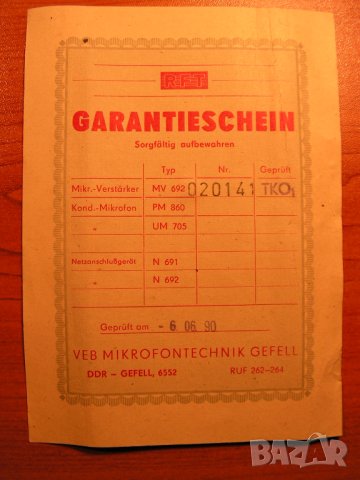 RFT
GARANTIESCHEIN
Sorgfältig aufbewahren
Typ Nr. Geprüft
Mikr.-Verstärker MV 692 020141 TKO
Kond.-Mikrofon PM 860
UM 705
Netzanschlußgerät N 691
N 692
Geprüft am - 6. 06. 90
VEB MIKROFONTECHNIK GEFELL
DDR – GEFELL, 6552 RUF 262–264
BAZAR